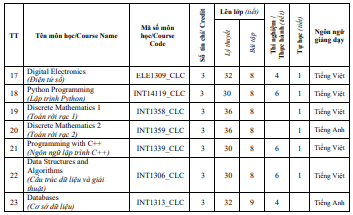 TT Tên môn học/Course Name Mã số môn học/Course Code Số tín chỉ/ Credit Lên lớp (tiết) Lý thuyết Bài tập Thí nghiệm / Thực hành (tiết) Tự học (tiết) Ngôn ngữ giảng dạy
17 Digital Electronics (Điện tử số) ELE1309_CLC 3 32 8 4 1 Tiếng Việt
18 Python Programming (Lập trình Python) INT14119_CLC 3 30 8 6 1 Tiếng Việt
19 Discrete Mathematics 1 (Toán rời rạc 1) INT1358_CLC 3 36 8 1 Tiếng Việt
20 Discrete Mathematics 2 (Toán rời rạc 2) INT1359_CLC 3 36 8 1 Tiếng Anh
21 Programming with C++ (Ngôn ngữ lập trình C++) INT1339_CLC 3 30 8 6 1 Tiếng Việt
22 Data Structures and Algorithms (Cấu trúc dữ liệu và giải thuật) INT1306_CLC 3 30 8 6 1 Tiếng Việt
23 Databases (Cơ sở dữ liệu) INT1313_CLC 3 32 9 4 Tiếng Anh